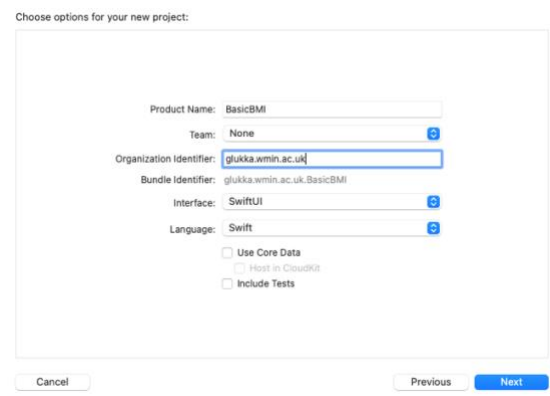 Choose options for your new project:
Product Name: BasicBMI
Team: None
Organization Identifier: glukka.wmin.ac.uk
Bundle Identifier: glukka.wmin.ac.uk.BasicBMI
Interface: SwiftUI
Language: Swift
Use Core Data
Host in CloudKit
Include Tests
Cancel Previous Next